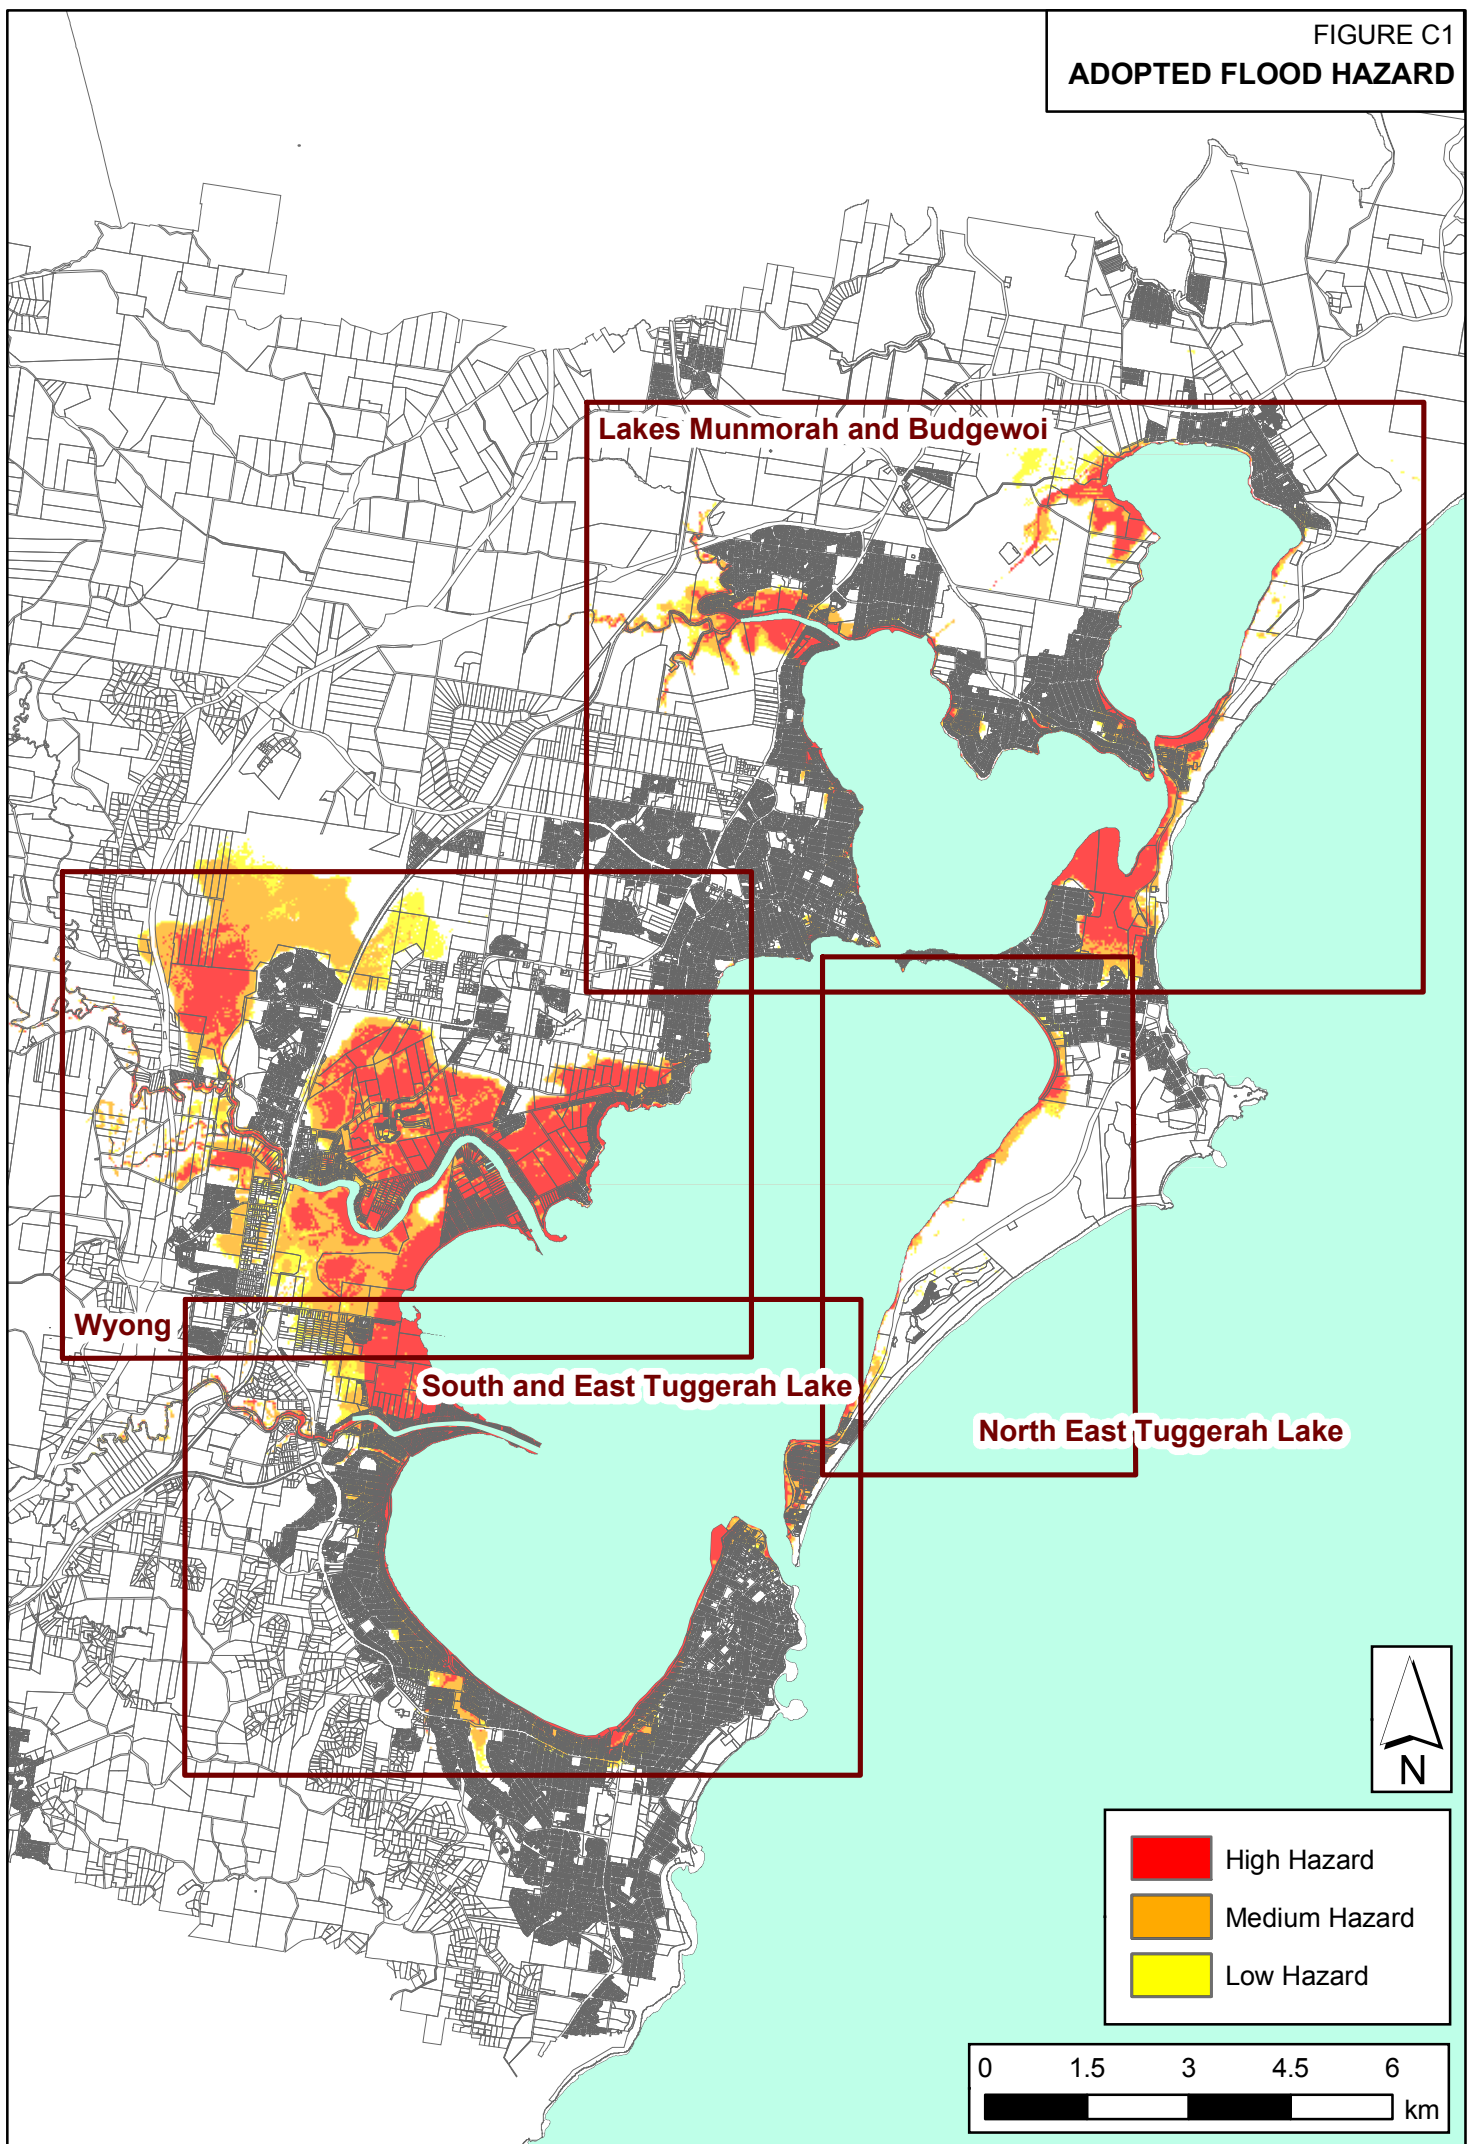 FIGURE C1
ADOPTED FLOOD HAZARD
Lakes Munmorah and Budgewoi
Wyong
South and East Tuggerah Lake
North East Tuggerah Lake
N
High Hazard
Medium Hazard
Low Hazard
0 1.5 3 4.5 6
km